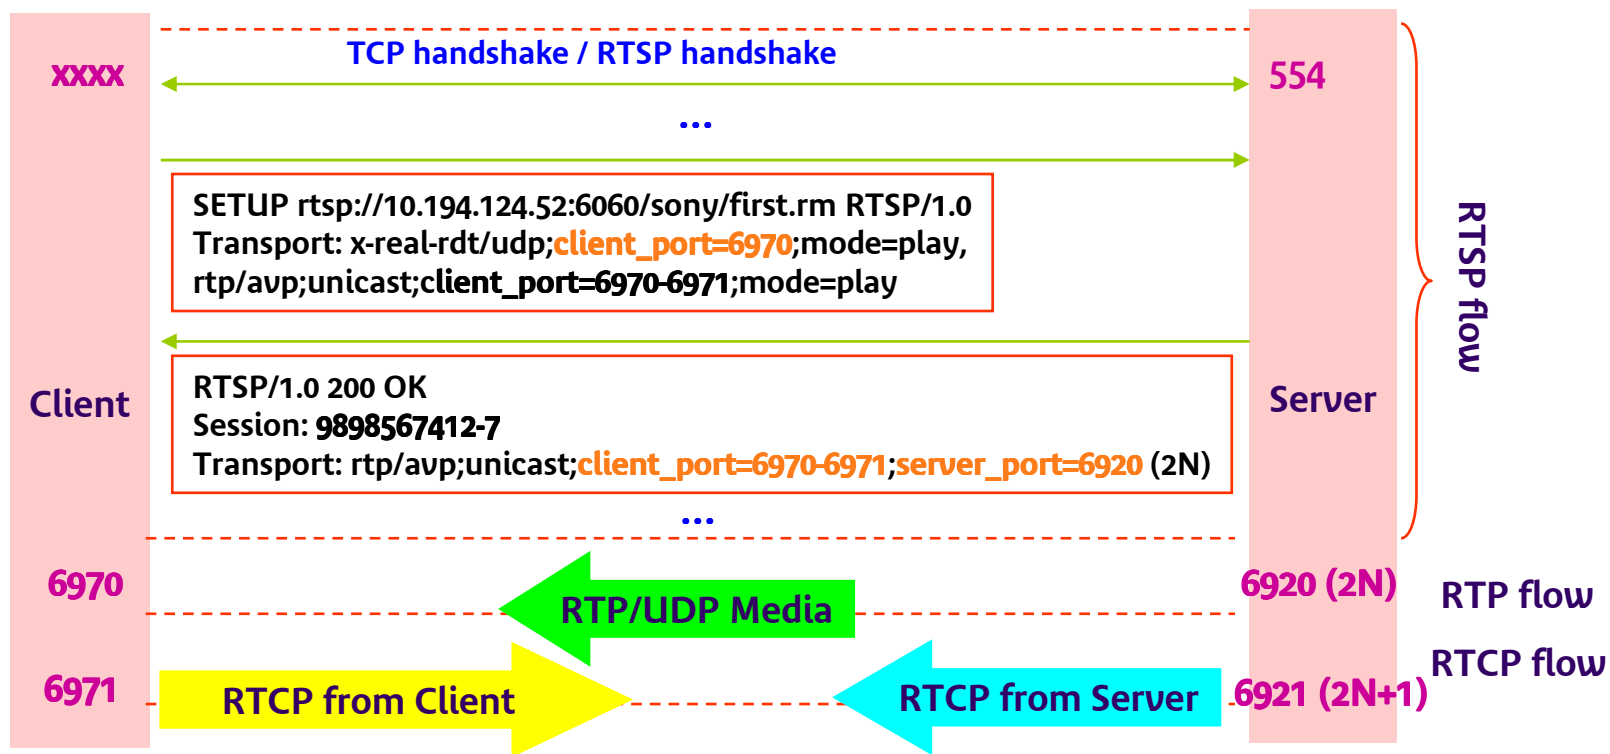 TCP handshake / RTSP handshake
xxxx
554
...
SETUP rtsp://10.194.124.52:6060/sony/first.rm RTSP/1.0
Transport: x-real-rdt/udp;client_port=6970;mode=play,
rtp/avp;unicast;client_port=6970-6971;mode=play
RTSP flow
Client
RTSP/1.0 200 OK
Session: 9898567412-7
Transport: rtp/avp;unicast;client_port=6970-6971;server_port=6920 (2N)
Server
...
6970
RTP/UDP Media
6920 (2N)
RTP flow
6971
RTCP from Client
RTCP from Server
6921 (2N+1)
RTCP flow